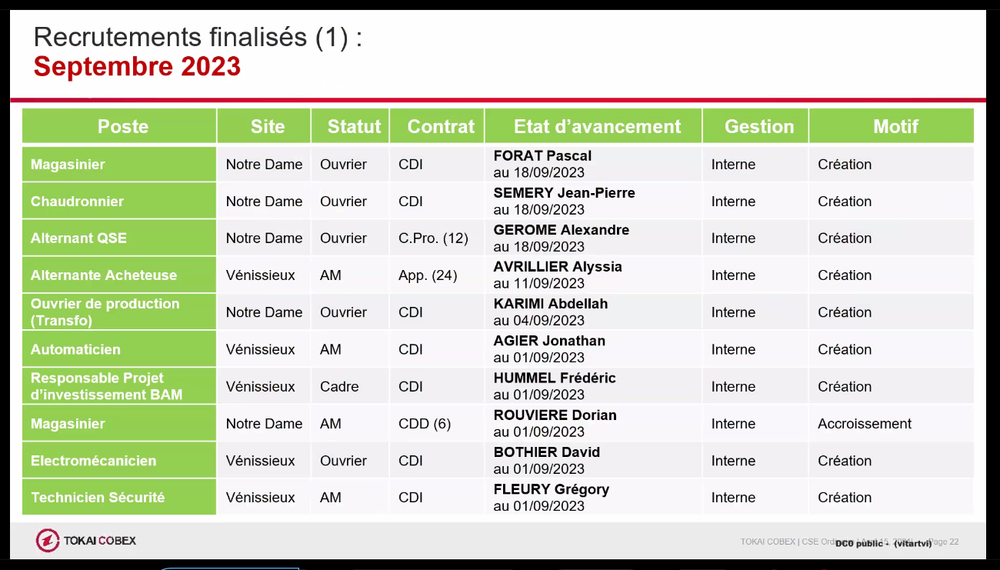 Recrutements finalisés (1) :
Septembre 2023
Poste Site Statut Contrat Etat d’avancement Gestion Motif
Magasinier Notre Dame Ouvrier CDI FORAT Pascal au 18/09/2023 Interne Création
Chaudronnier Notre Dame Ouvrier CDI SEMERY Jean-Pierre au 18/09/2023 Interne Création
Alternant QSE Notre Dame Ouvrier C.Pro. (12) GEROME Alexandre au 18/09/2023 Interne Création
Alternante Acheteuse Vénissieux AM App. (24) AVRILLIER Alyssia au 11/09/2023 Interne Création
Ouvrier de production (Transfo) Notre Dame Ouvrier CDI KARIMI Abdellah au 04/09/2023 Interne Création
Automaticien Vénissieux AM CDI AGIER Jonathan au 01/09/2023 Interne Création
Responsable Projet d’investissement BAM Vénissieux Cadre CDI HUMMEL Frédéric au 01/09/2023 Interne Création
Magasinier Notre Dame AM CDD (6) ROUVIERE Dorian au 01/09/2023 Interne Accroissement
Electromécanicien Vénissieux Ouvrier CDI BOTHIER David au 01/09/2023 Interne Création
Technicien Sécurité Vénissieux AM CDI FLEURY Grégory au 01/09/2023 Interne Création
TOKAI COBEX
TOKAI COBEX | CSE Page 22
DC0 public - (vitartvi)